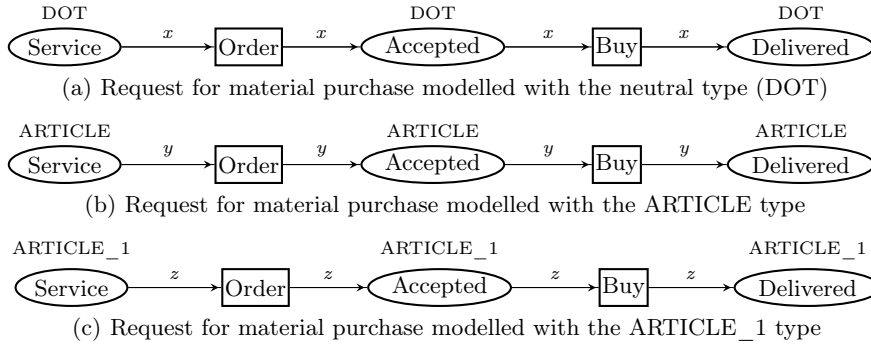 DOT DOT DOT
Service x Order x Accepted x Buy x Delivered
(a) Request for material purchase modelled with the neutral type (DOT)
ARTICLE ARTICLE ARTICLE
Service y Order y Accepted y Buy y Delivered
(b) Request for material purchase modelled with the ARTICLE type
ARTICLE_1 ARTICLE_1 ARTICLE_1
Service z Order z Accepted z Buy z Delivered
(c) Request for material purchase modelled with the ARTICLE_1 type